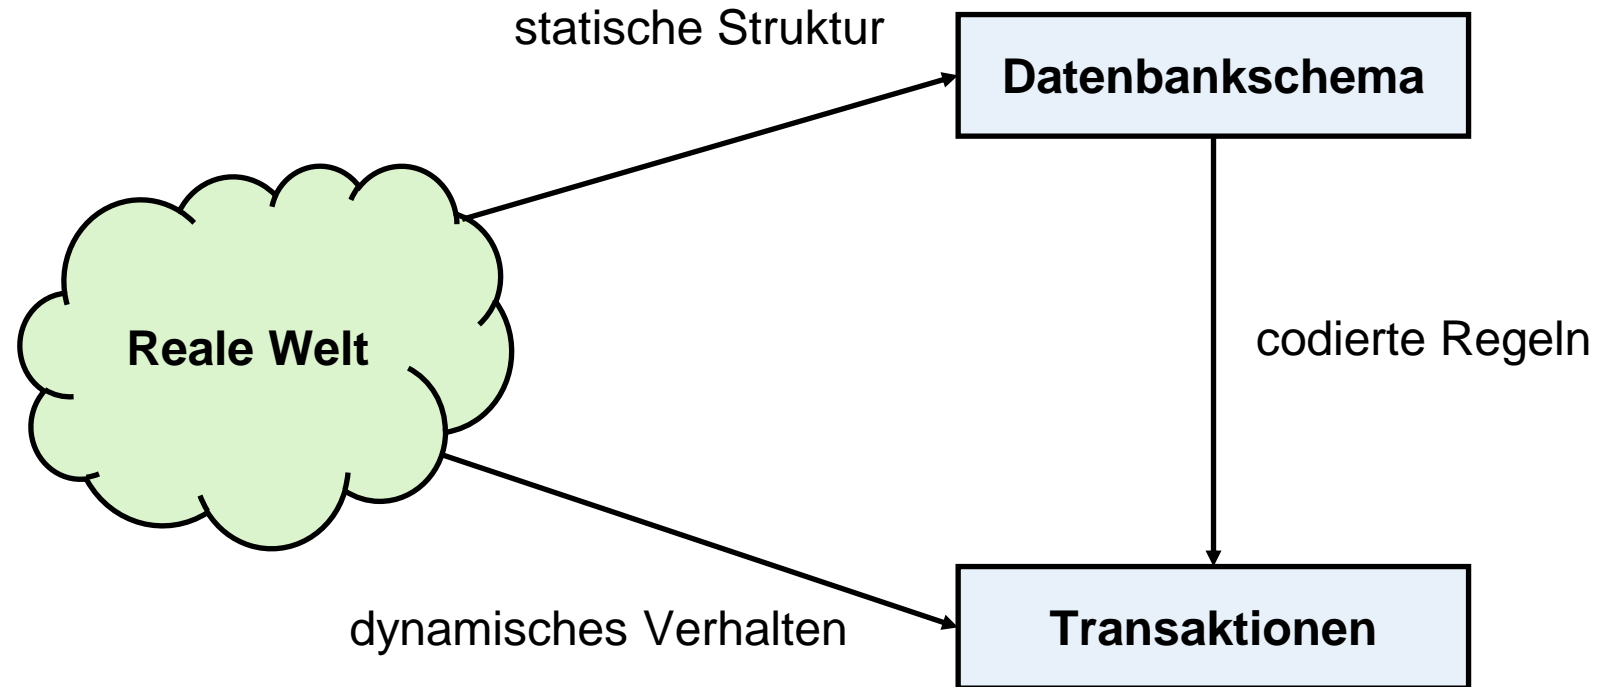 statische Struktur
Datenbankschema
Reale Welt
codierte Regeln
dynamisches Verhalten
Transaktionen